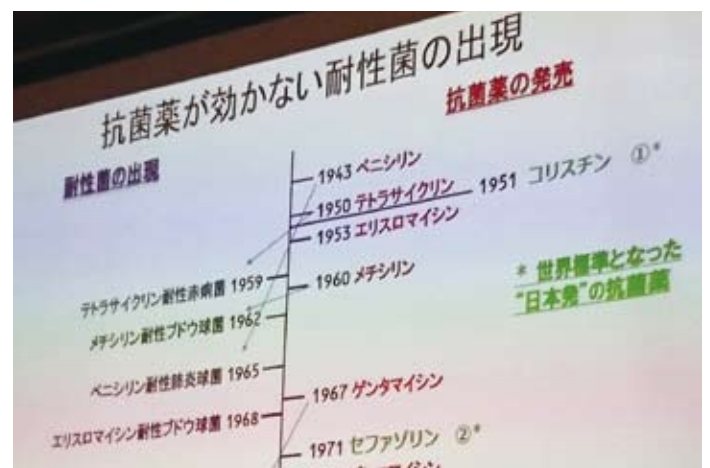 抗菌薬が効かない耐性菌の出現
抗菌薬の発売
耐性菌の出現
1943 ペニシリン
1950 テトラサイクリン
1951 コリスチン ①*
1953 エリスロマイシン
* 世界標準となった
“日本発”の抗菌薬
テトラサイクリン耐性赤痢菌 1959
1960 メチシリン
メチシリン耐性ブドウ球菌 1962
ペニシリン耐性肺炎球菌 1965
1967 ゲンタマイシン
エリスロマイシン耐性ブドウ球菌 1968
1971 セファゾリン ②*